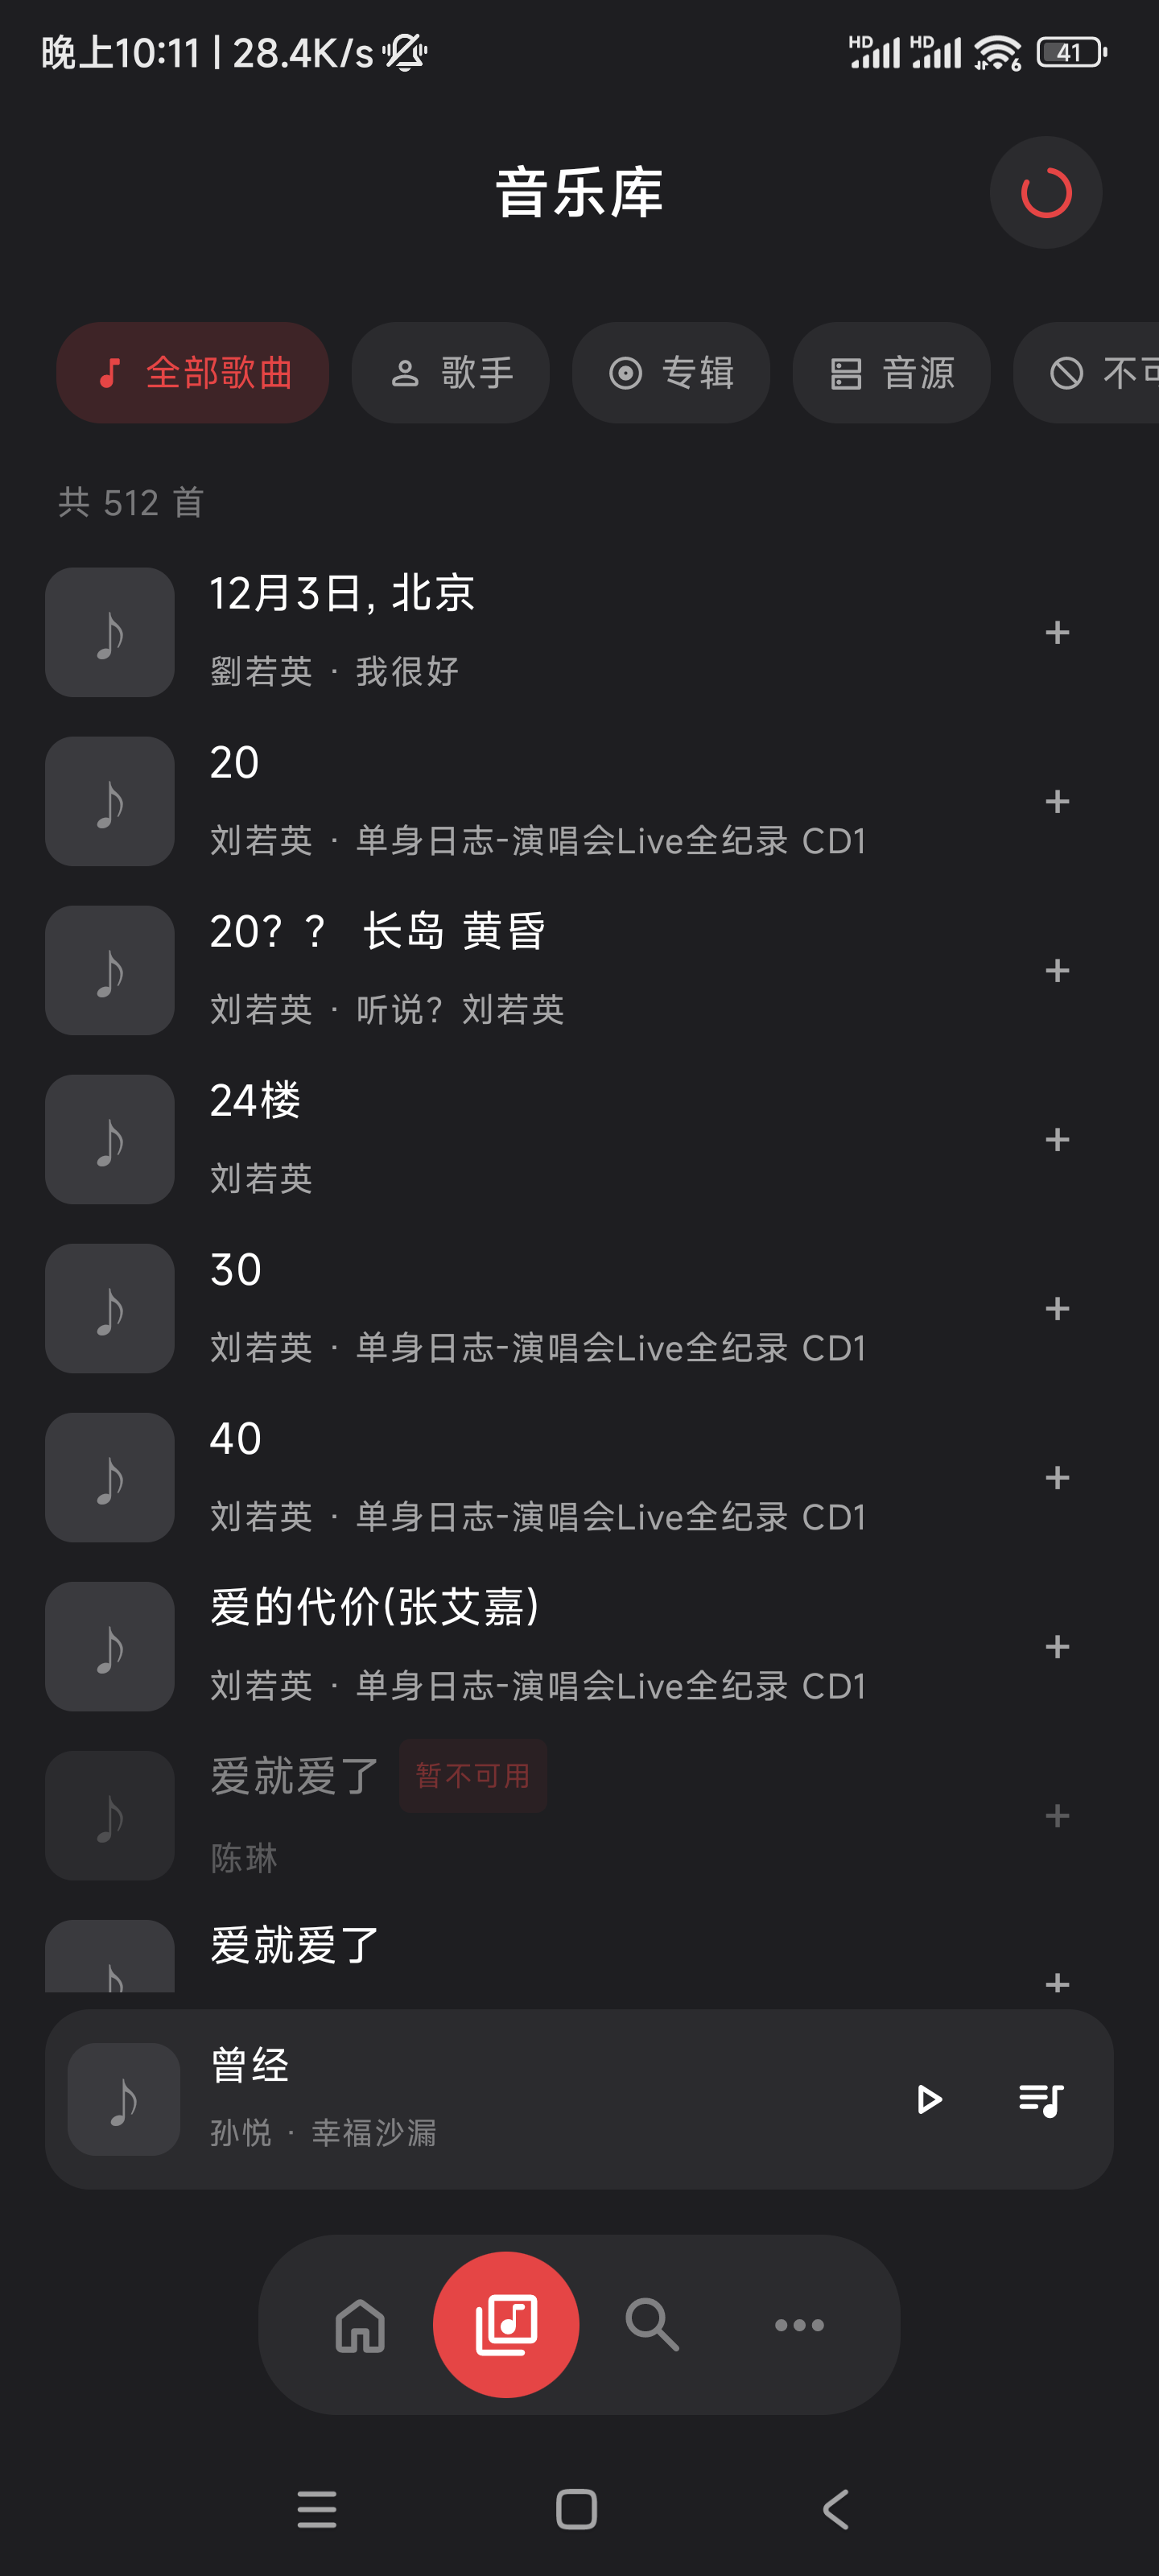 晚上10:11 | 28.4K/s HD HD 6 41
音乐库
全部歌曲 歌手 专辑 音源 不可
共 512 首
12月3日, 北京
劉若英 · 我很好
+
20
刘若英 · 单身日志-演唱会Live全纪录 CD1
+
20？？ 长岛 黄昏
刘若英 · 听说？刘若英
+
24楼
刘若英
+
30
刘若英 · 单身日志-演唱会Live全纪录 CD1
+
40
刘若英 · 单身日志-演唱会Live全纪录 CD1
+
爱的代价(张艾嘉)
刘若英 · 单身日志-演唱会Live全纪录 CD1
+
爱就爱了 暂不可用
陈琳
+
爱就爱了
+
曾经
孙悦 · 幸福沙漏